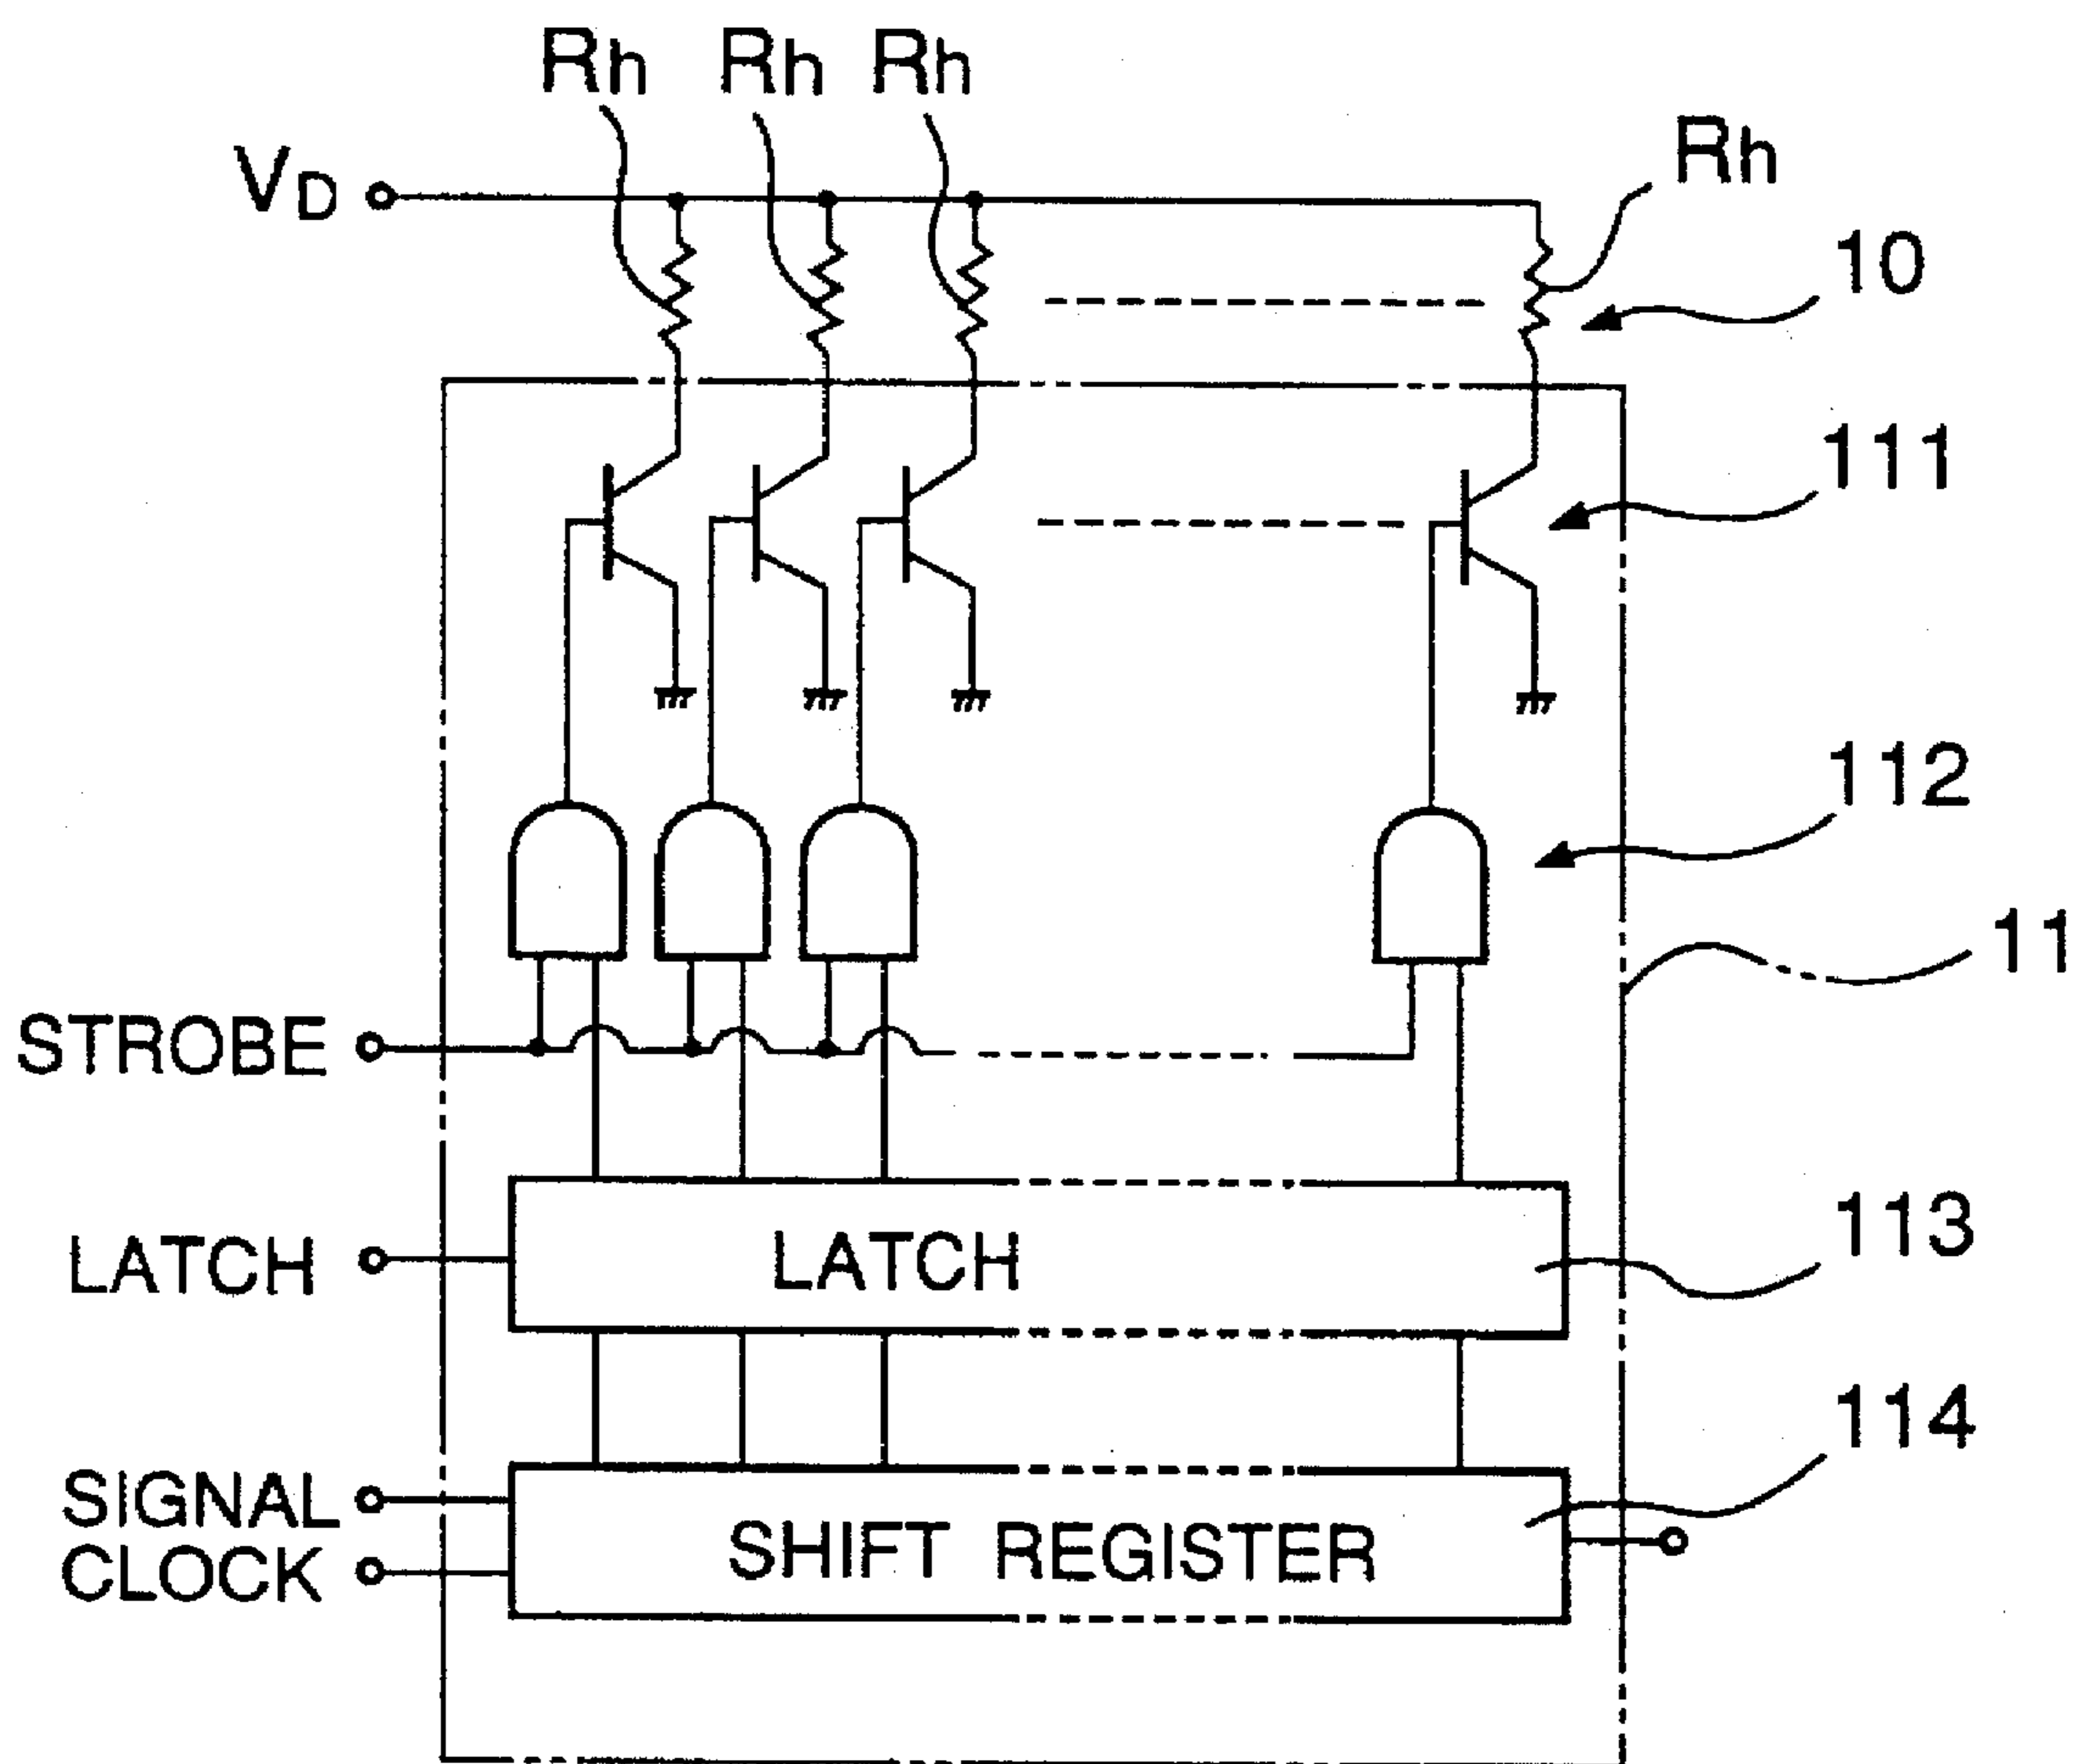 Rh Rh Rh
Rh
VD
10
111
112
11
STROBE
LATCH
LATCH
113
114
SIGNAL
CLOCK
SHIFT REGISTER